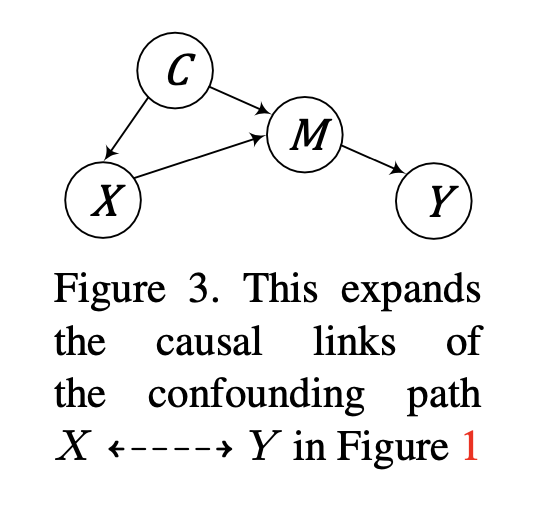 C
M
X
Y
Figure 3. This expands
the causal links of
the confounding path
X ←----→ Y in Figure 1